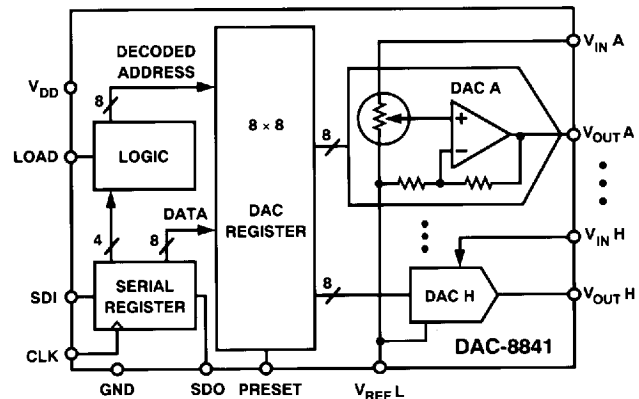 DECODED
ADDRESS
V_DD
8
LOAD
LOGIC
4
8
DATA
SDI
SERIAL
REGISTER
CLK
GND
SDO
PRESET
V_REF L
8 × 8
DAC
REGISTER
8
8
DAC A
+
−
V_IN A
V_OUT A
V_IN H
DAC H
V_OUT H
DAC-8841